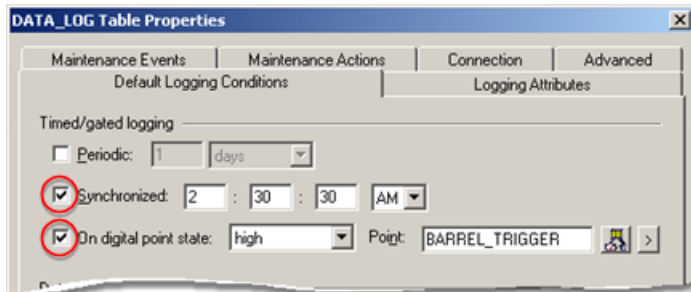 DATA_LOG Table Properties
Maintenance Events Maintenance Actions Connection Advanced
Default Logging Conditions Logging Attributes
Timed/gated logging
Periodic: 1 days
Synchronized: 2 : 30 : 30 AM
On digital point state: high Point: BARREL_TRIGGER >